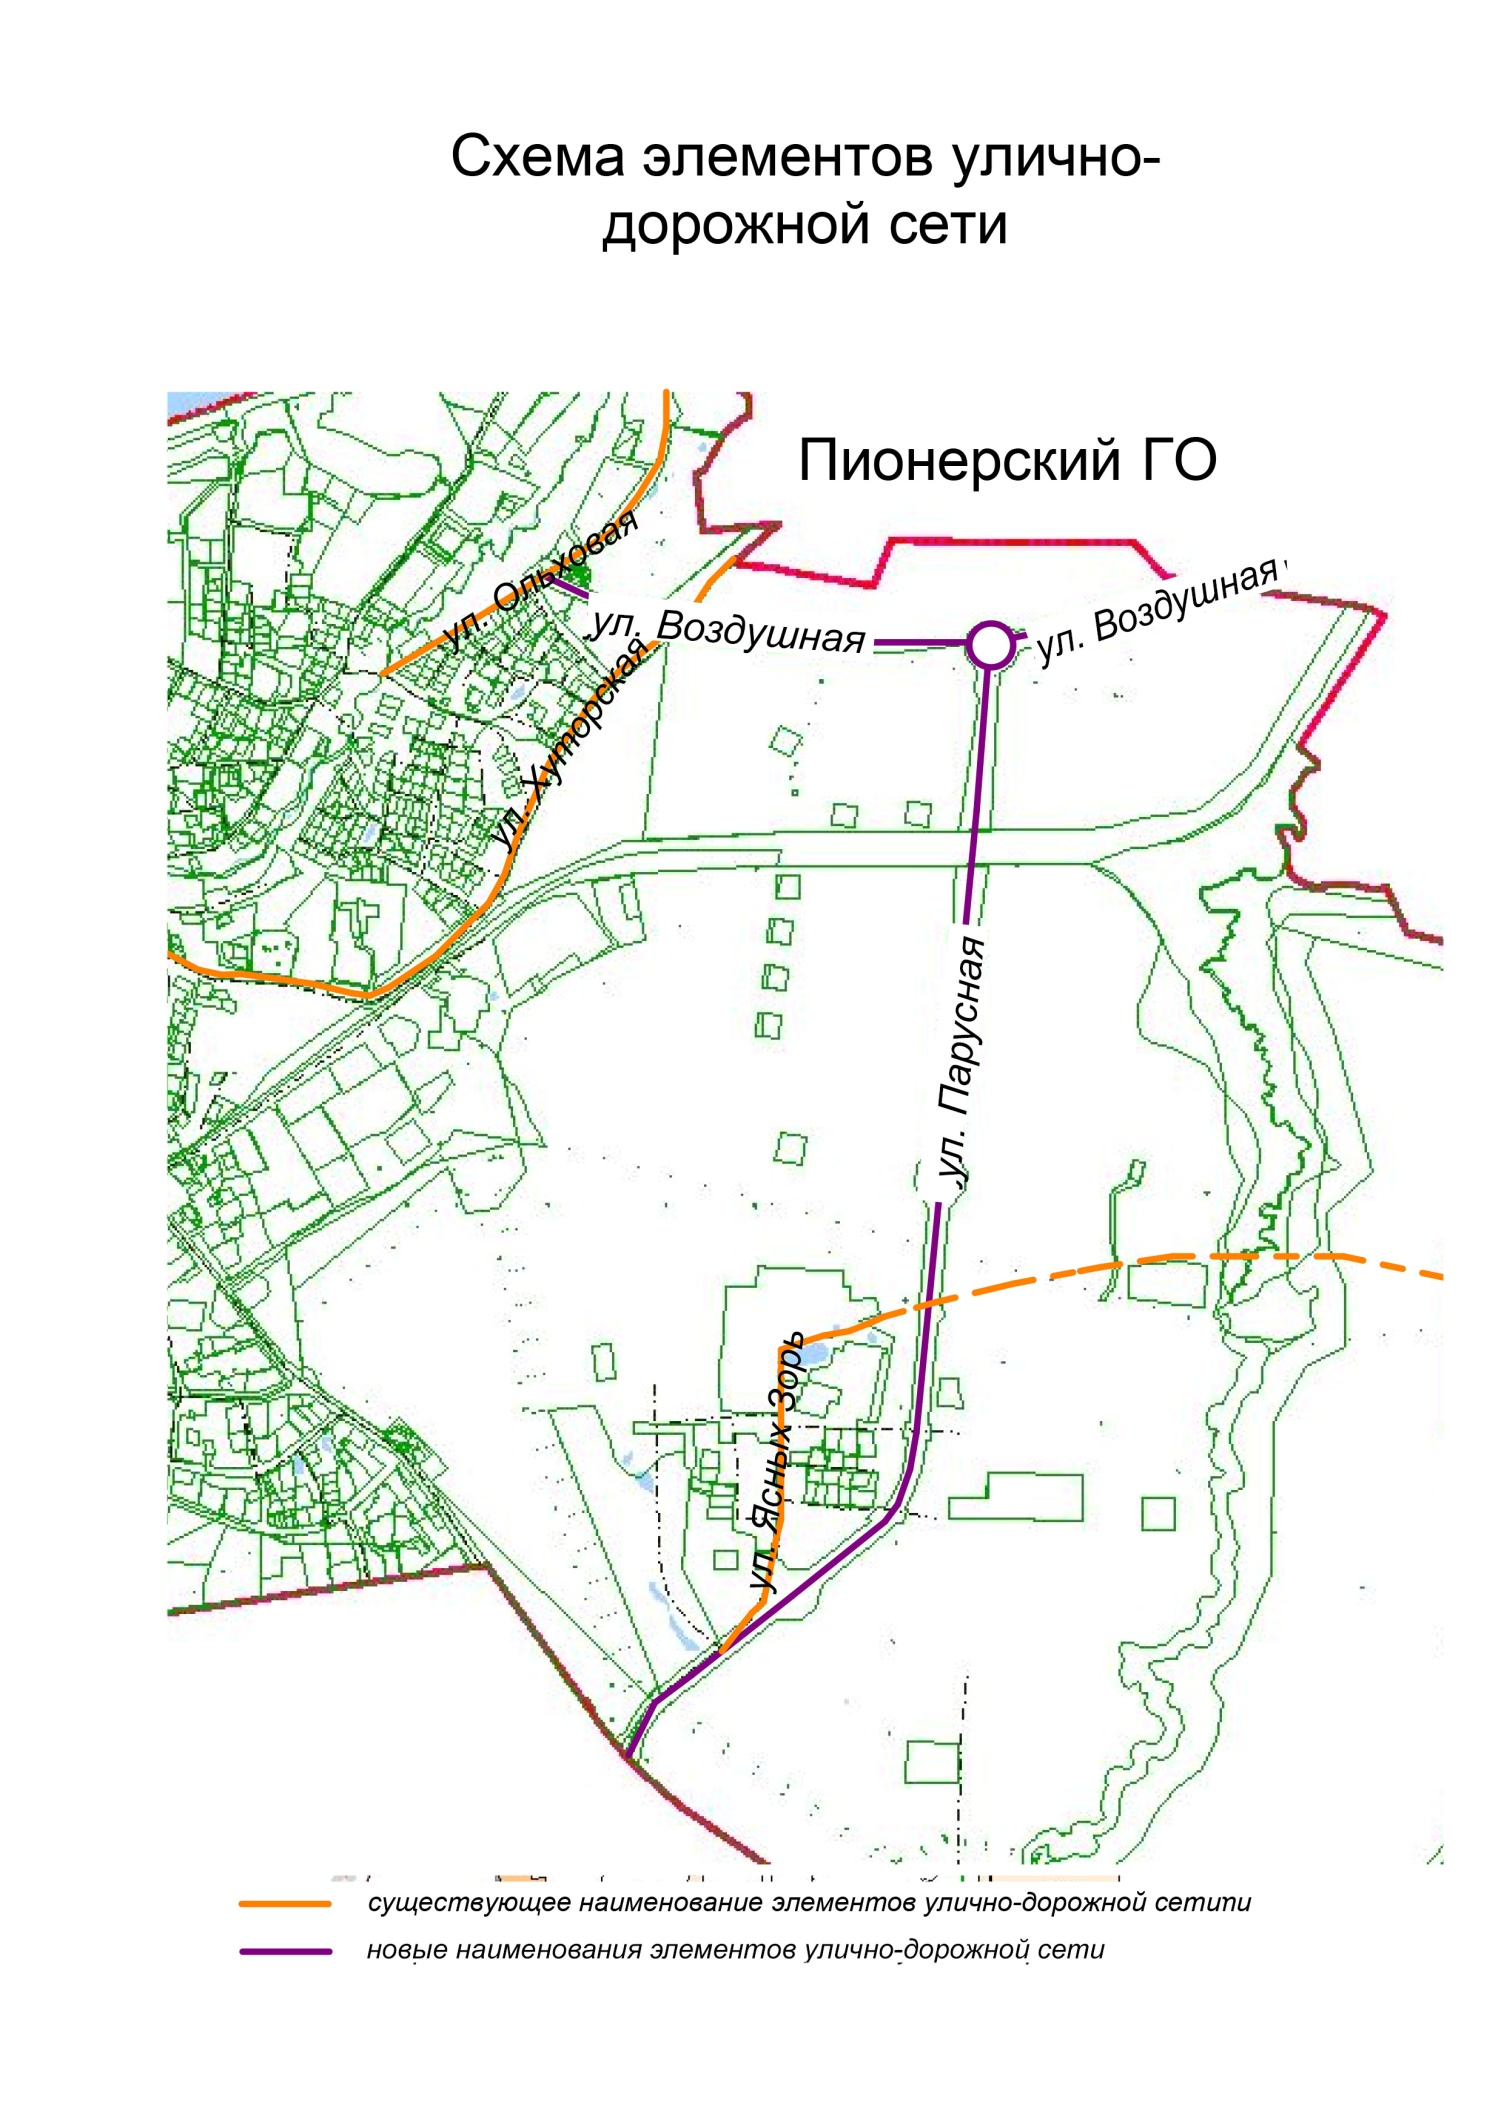 Схема элементов улично-
дорожной сети
Пионерский ГО
ул. Ольховая
ул. Воздушная
ул. Воздушная
ул. Хуторская
ул. Парусная
ул. Ясных Зорь
существующее наименование элементов улично-дорожной сетипи
новые наименования элементов улично-дорожной сети